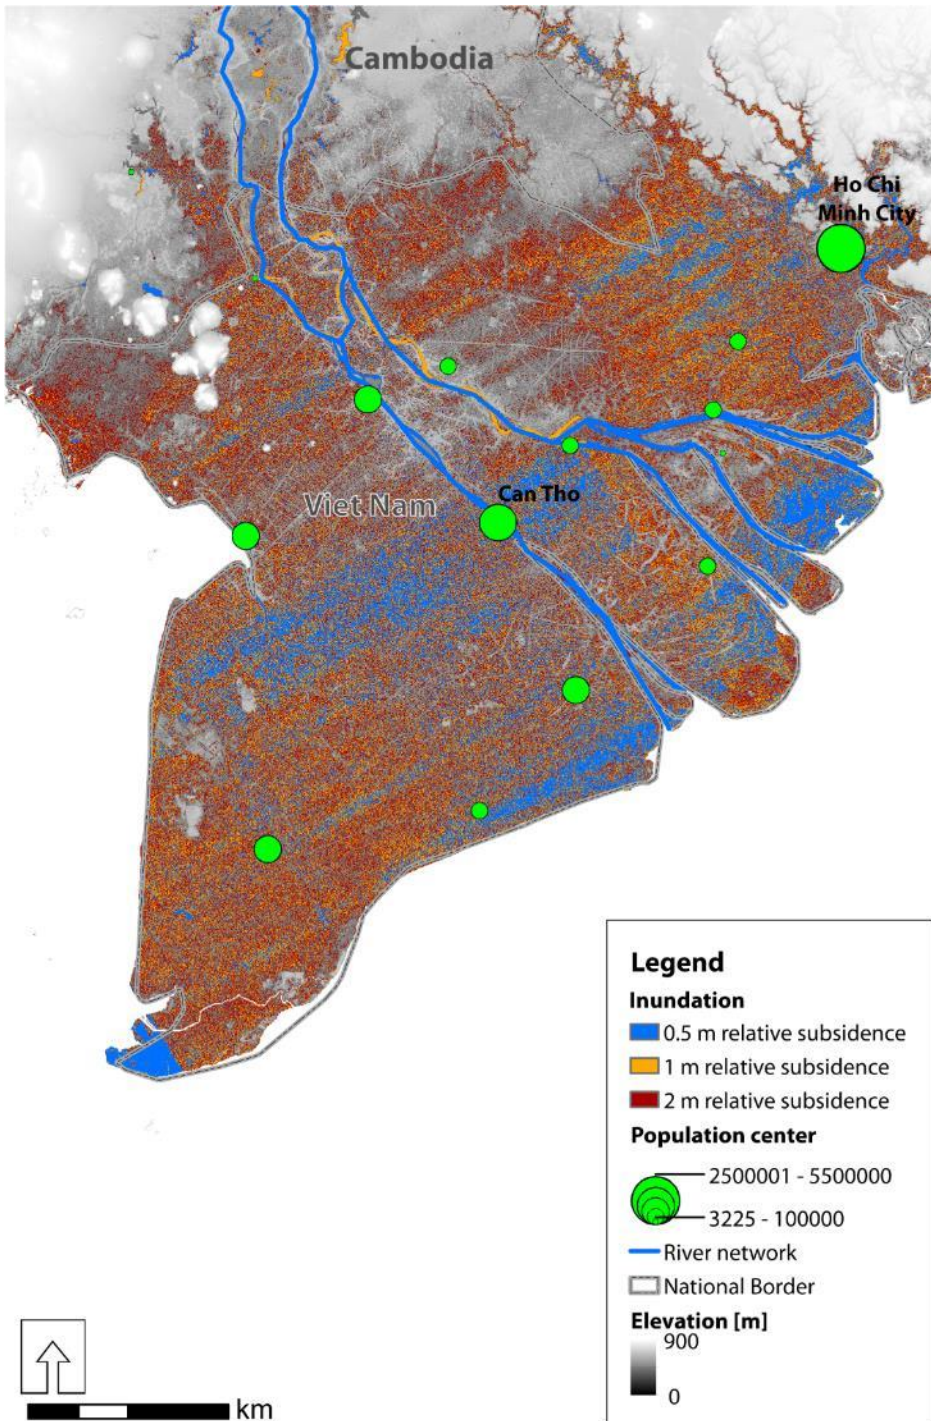 Cambodia
Ho Chi
Minh City
Can Tho
Viet Nam
Legend
Inundation
0.5 m relative subsidence
1 m relative subsidence
2 m relative subsidence
Population center
2500001 - 5500000
3225 - 100000
River network
National Border
Elevation [m]
900
0
km